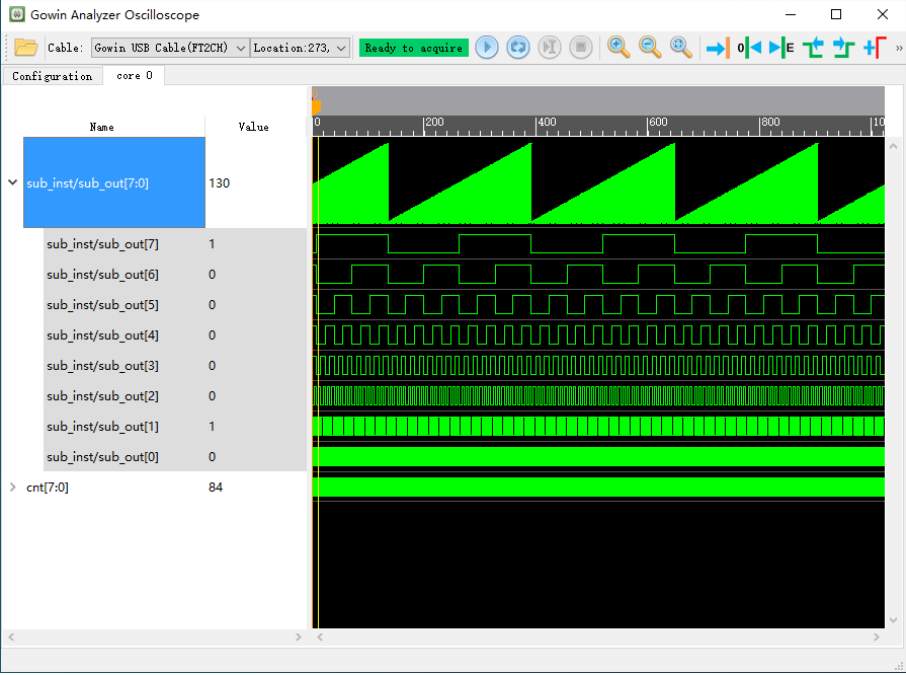 Gowin Analyzer Oscilloscope
Cable: Gowin USB Cable(FT2CH) Location:273, Ready to acquire 0 E »
Configuration core 0
Name Value
0 200 400 600 800 10
sub_inst/sub_out[7:0] 130
sub_inst/sub_out[7] 1
sub_inst/sub_out[6] 0
sub_inst/sub_out[5] 0
sub_inst/sub_out[4] 0
sub_inst/sub_out[3] 0
sub_inst/sub_out[2] 0
sub_inst/sub_out[1] 1
sub_inst/sub_out[0] 0
cnt[7:0] 84